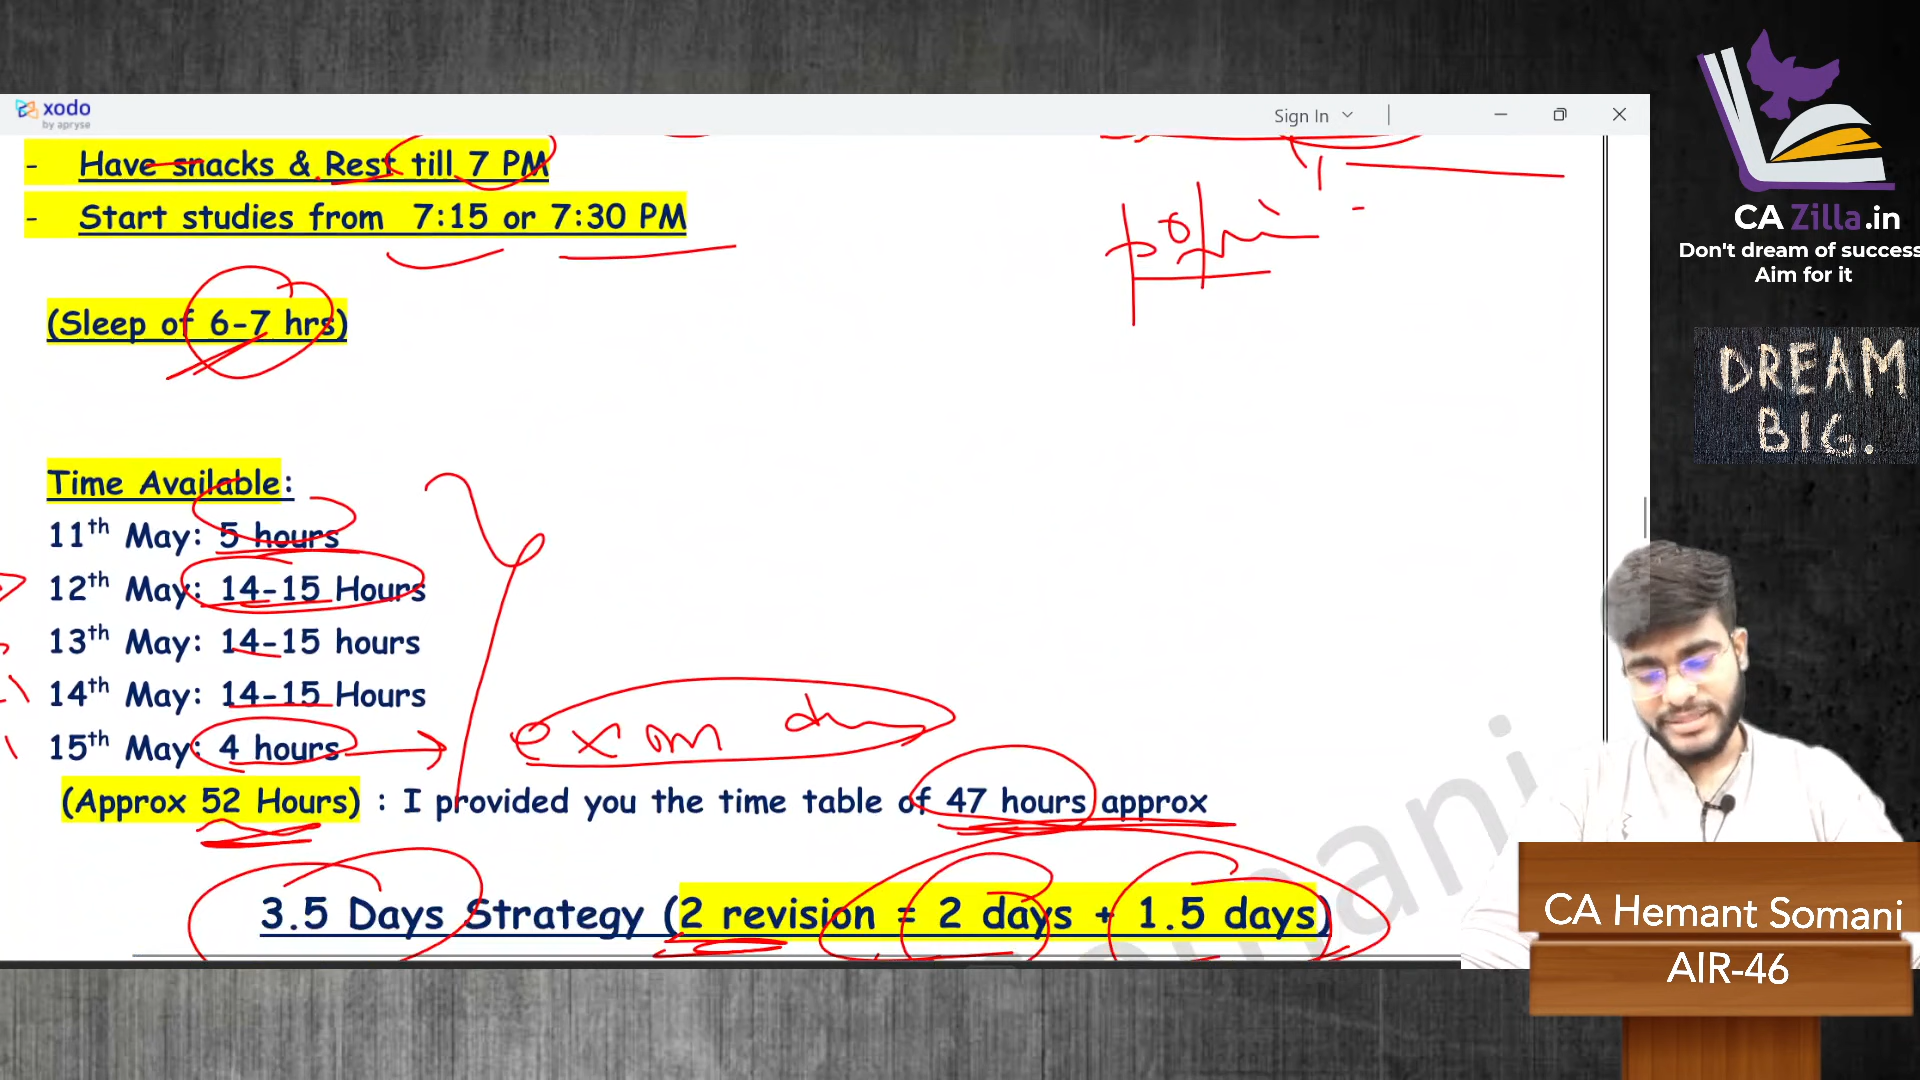 xodo
by apryse
Sign In
- Have snacks & Rest till 7 PM
- Start studies from 7:15 or 7:30 PM
(Sleep of 6-7 hrs)
Time Available:
11th May: 5 hours
12th May: 14-15 Hours
13th May: 14-15 hours
14th May: 14-15 Hours
15th May: 4 hours
exam
(Approx 52 Hours) : I provided you the time table of 47 hours approx
3.5 Days Strategy (2 revision = 2 days + 1.5 days)
CA Zilla.in
Don't dream of success
Aim for it
DREAM
BIG.
CA Hemant Somani
AIR-46